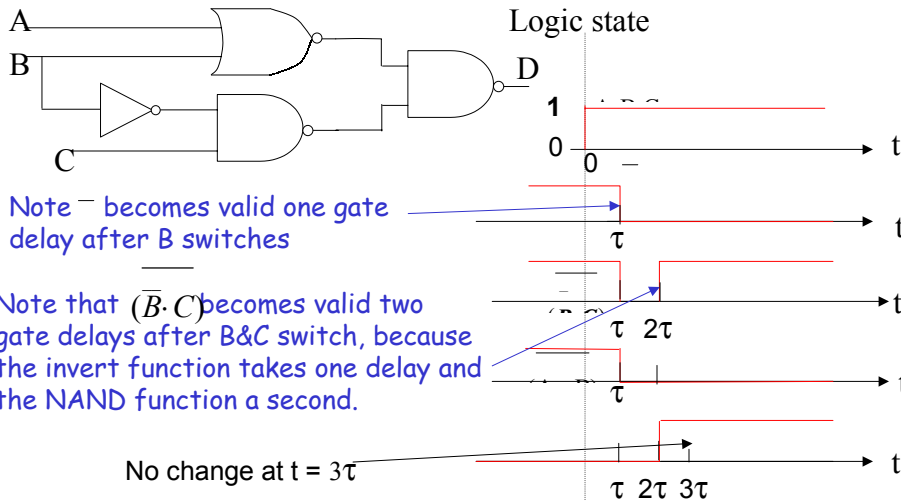 A
B
C
D
Logic state
1
0
0
t
Note ‾ becomes valid one gate
delay after B switches
τ
t
Note that (B̅· C) becomes valid two
gate delays after B&C switch, because
the invert function takes one delay and
the NAND function a second.
τ 2τ
t
τ
t
No change at t = 3τ
τ 2τ 3τ
t